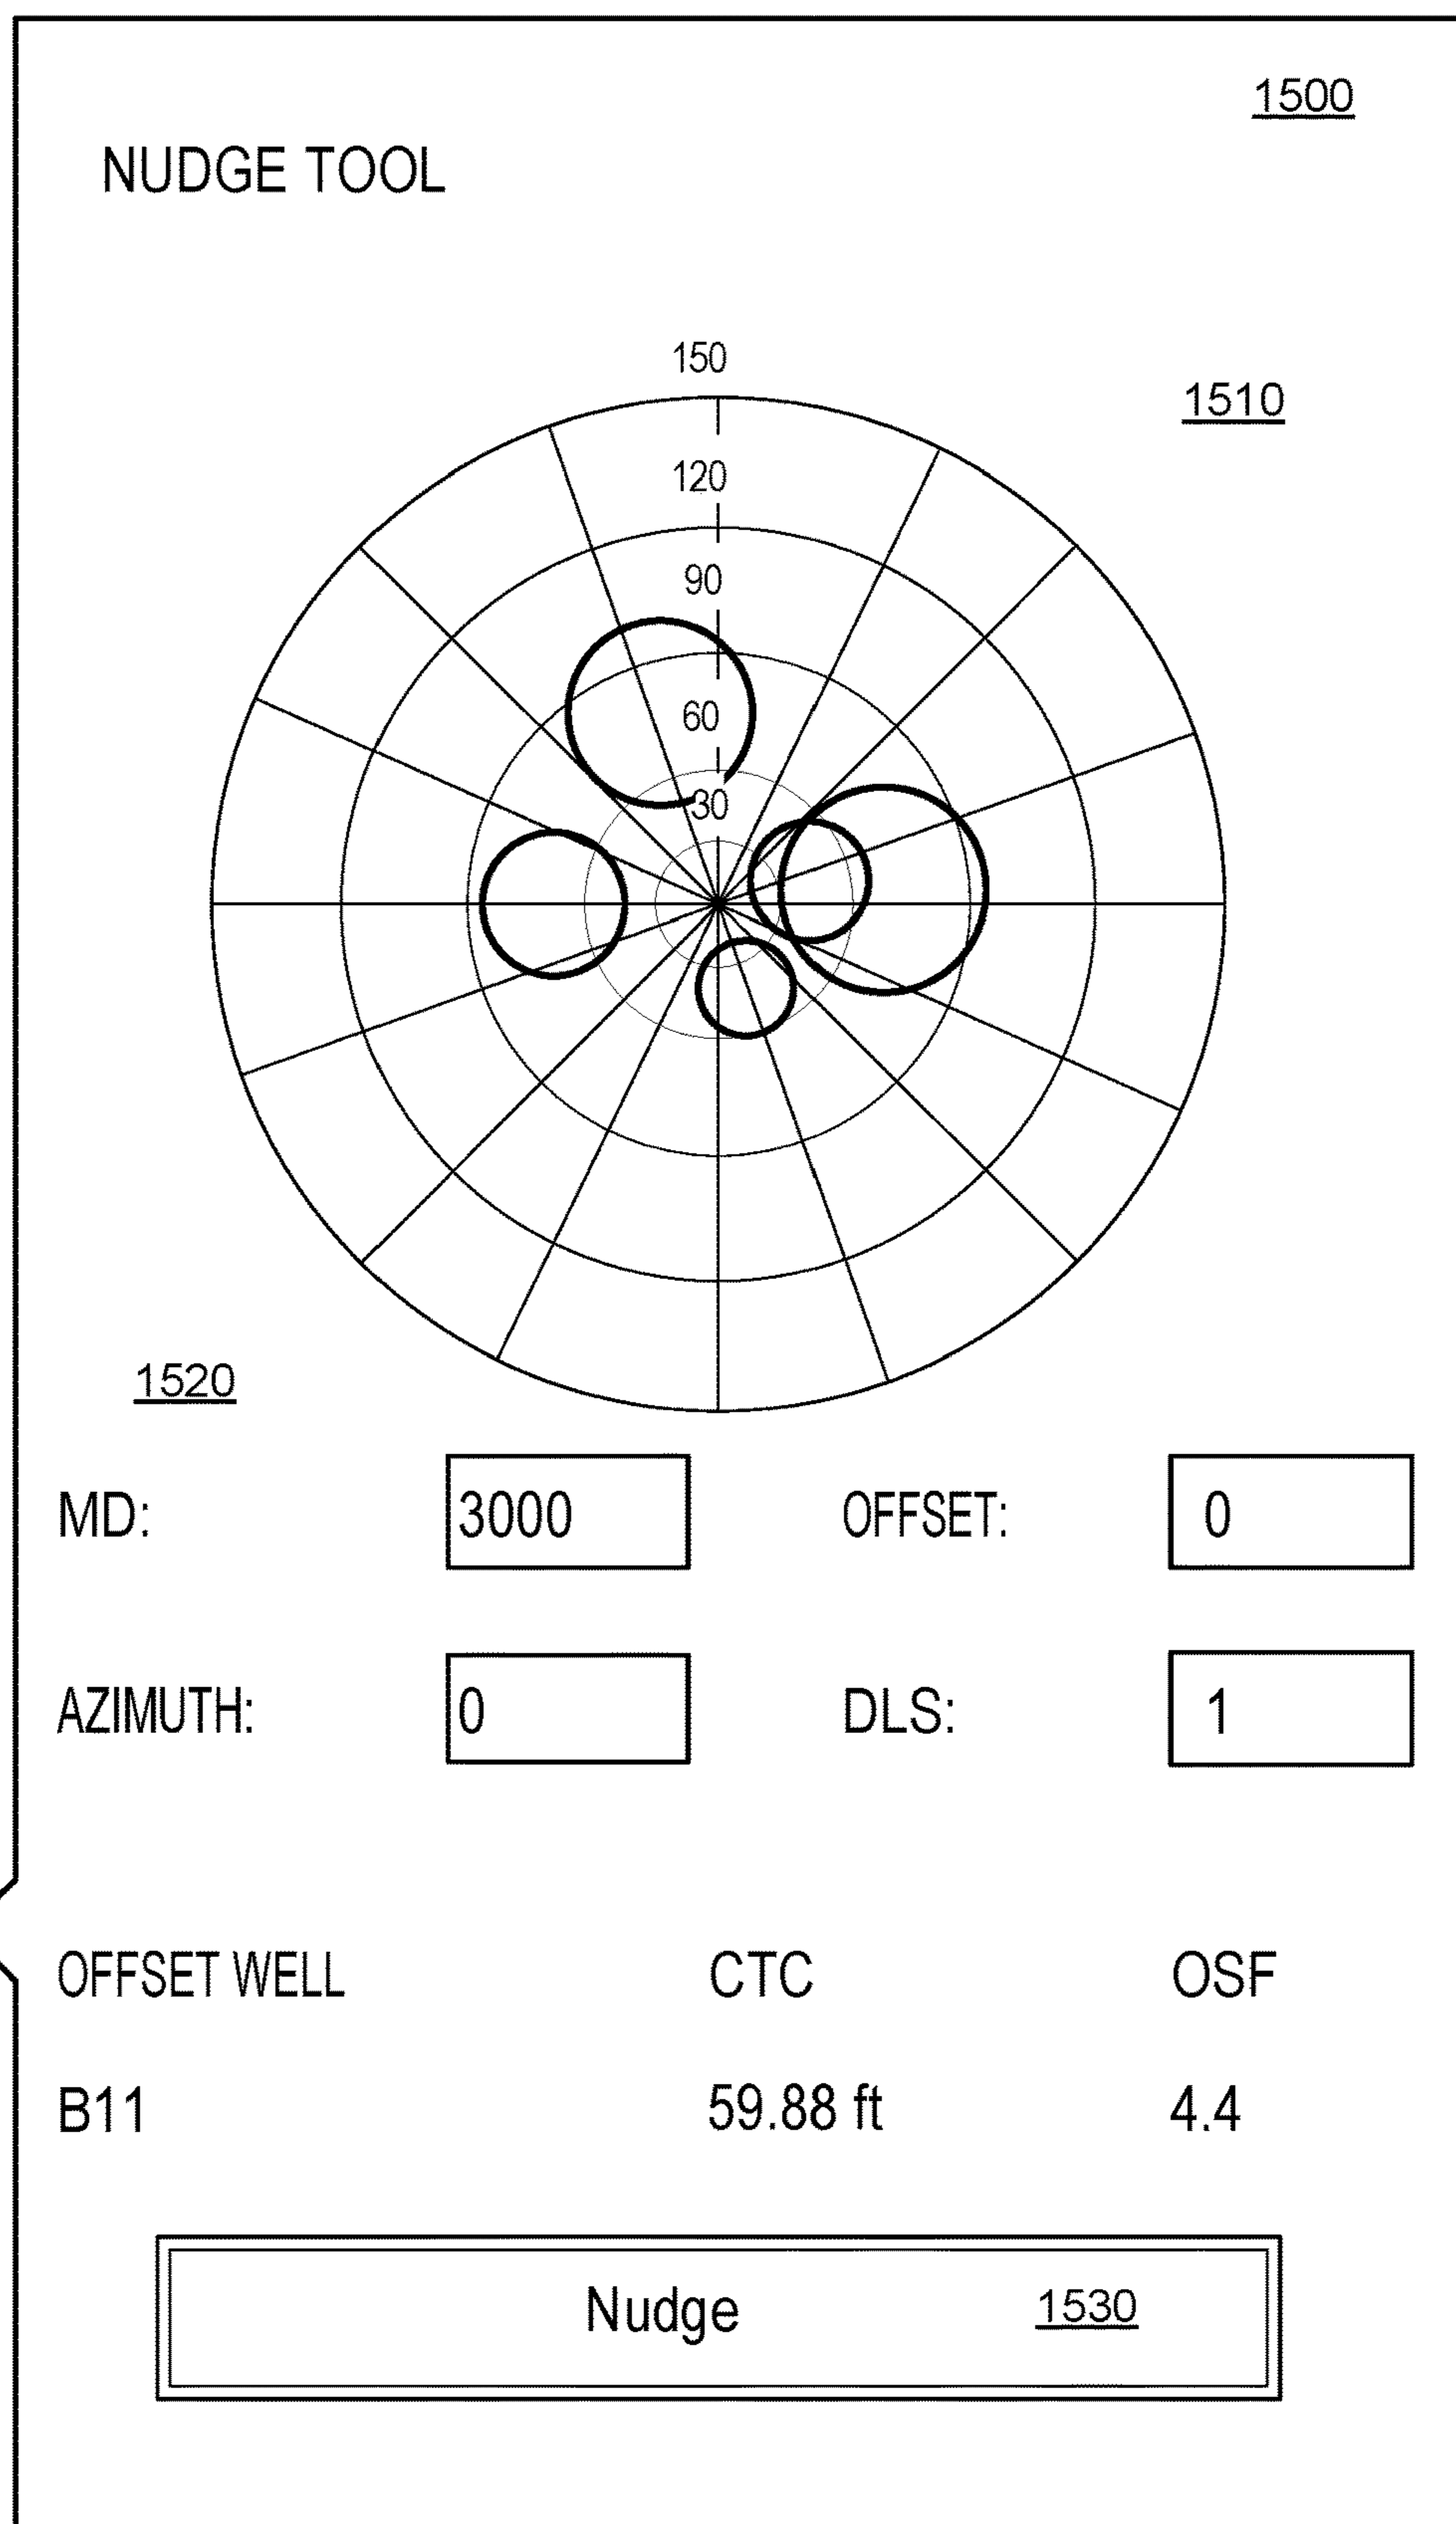 1500
NUDGE TOOL
150
1510
120
90
60
30
1520
MD: 3000 OFFSET: 0
AZIMUTH: 0 DLS: 1
OFFSET WELL CTC OSF
B11 59.88 ft 4.4
Nudge 1530